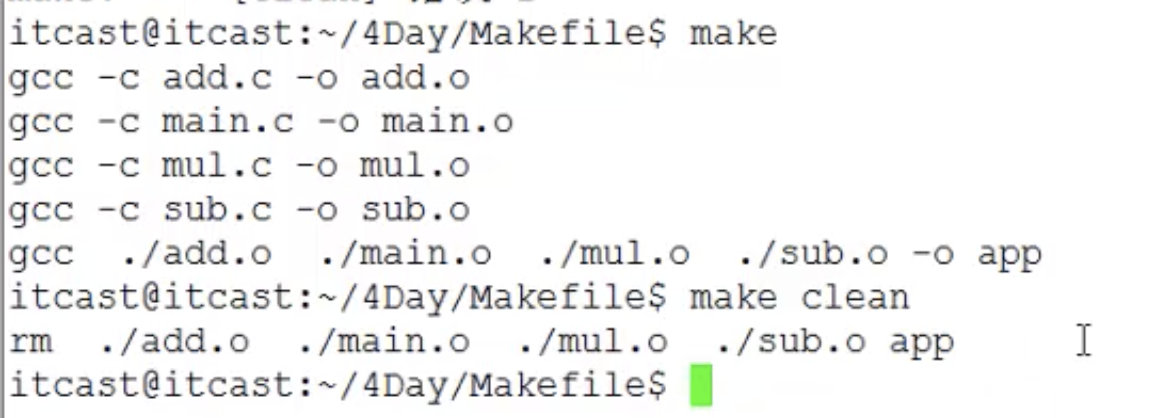 itcast@itcast:~/4Day/Makefile$ make
gcc -c add.c -o add.o
gcc -c main.c -o main.o
gcc -c mul.c -o mul.o
gcc -c sub.c -o sub.o
gcc  ./add.o  ./main.o  ./mul.o  ./sub.o -o app
itcast@itcast:~/4Day/Makefile$ make clean
rm  ./add.o  ./main.o  ./mul.o  ./sub.o app
itcast@itcast:~/4Day/Makefile$